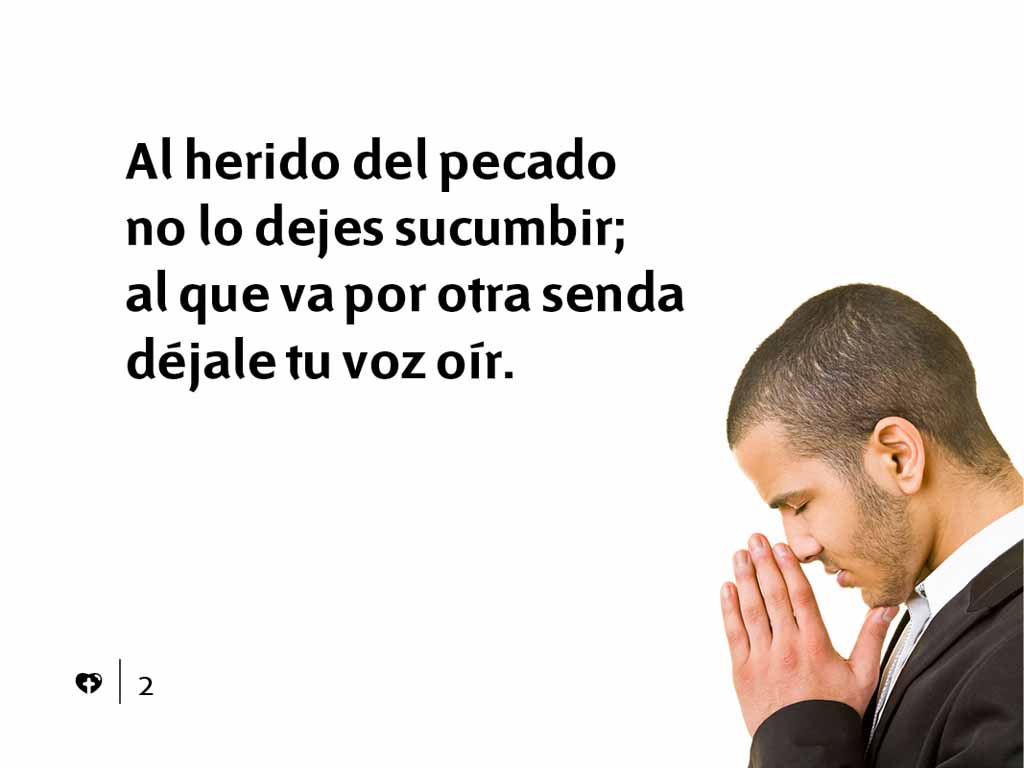 Al herido del pecado
no lo dejes sucumbir;
al que va por otra senda
déjale tu voz oír.
2